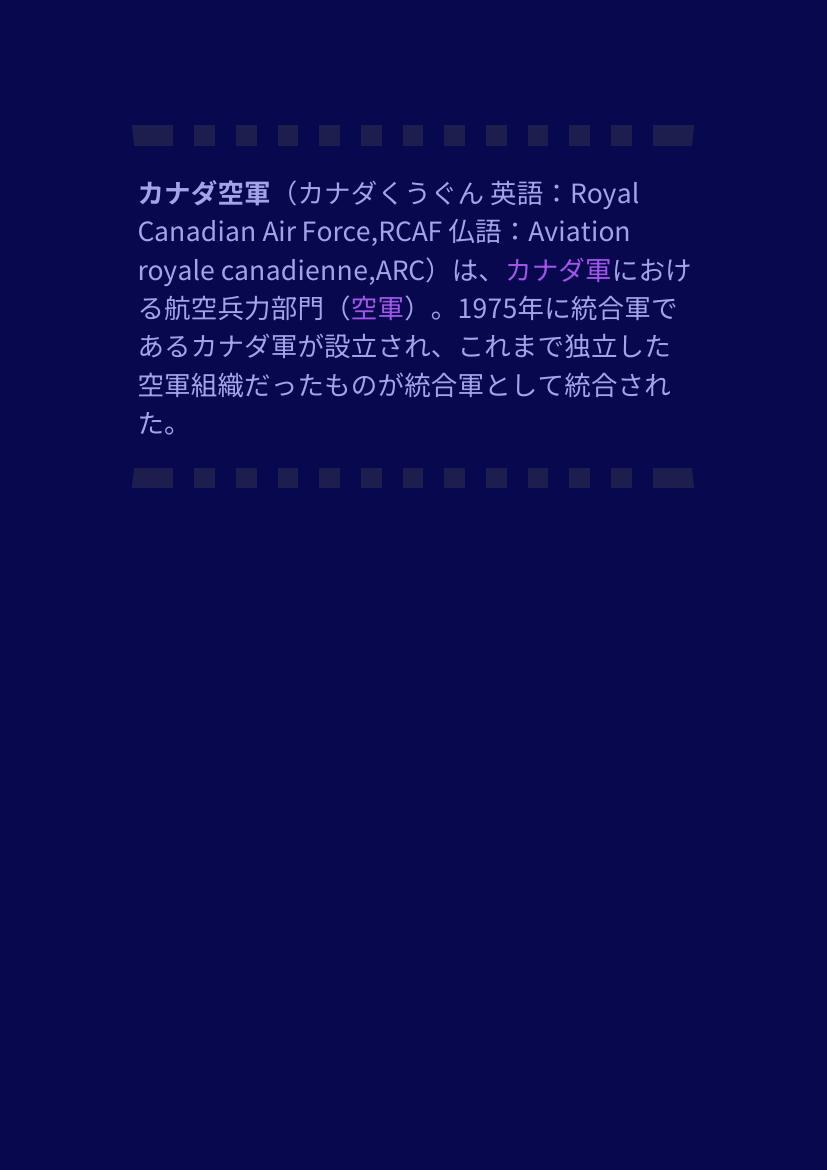 カナダ空軍（カナダくうぐん 英語：Royal
Canadian Air Force,RCAF 仏語：Aviation
royale canadienne,ARC）は、カナダ軍におけ
る航空兵力部門（空軍）。1975年に統合軍で
あるカナダ軍が設立され、これまで独立した
空軍組織だったものが統合軍として統合され
た。